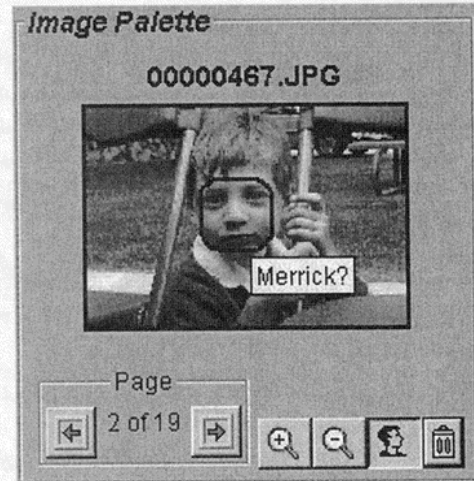 Image Palette
00000467.JPG
Merrick?
Page
2 of 19